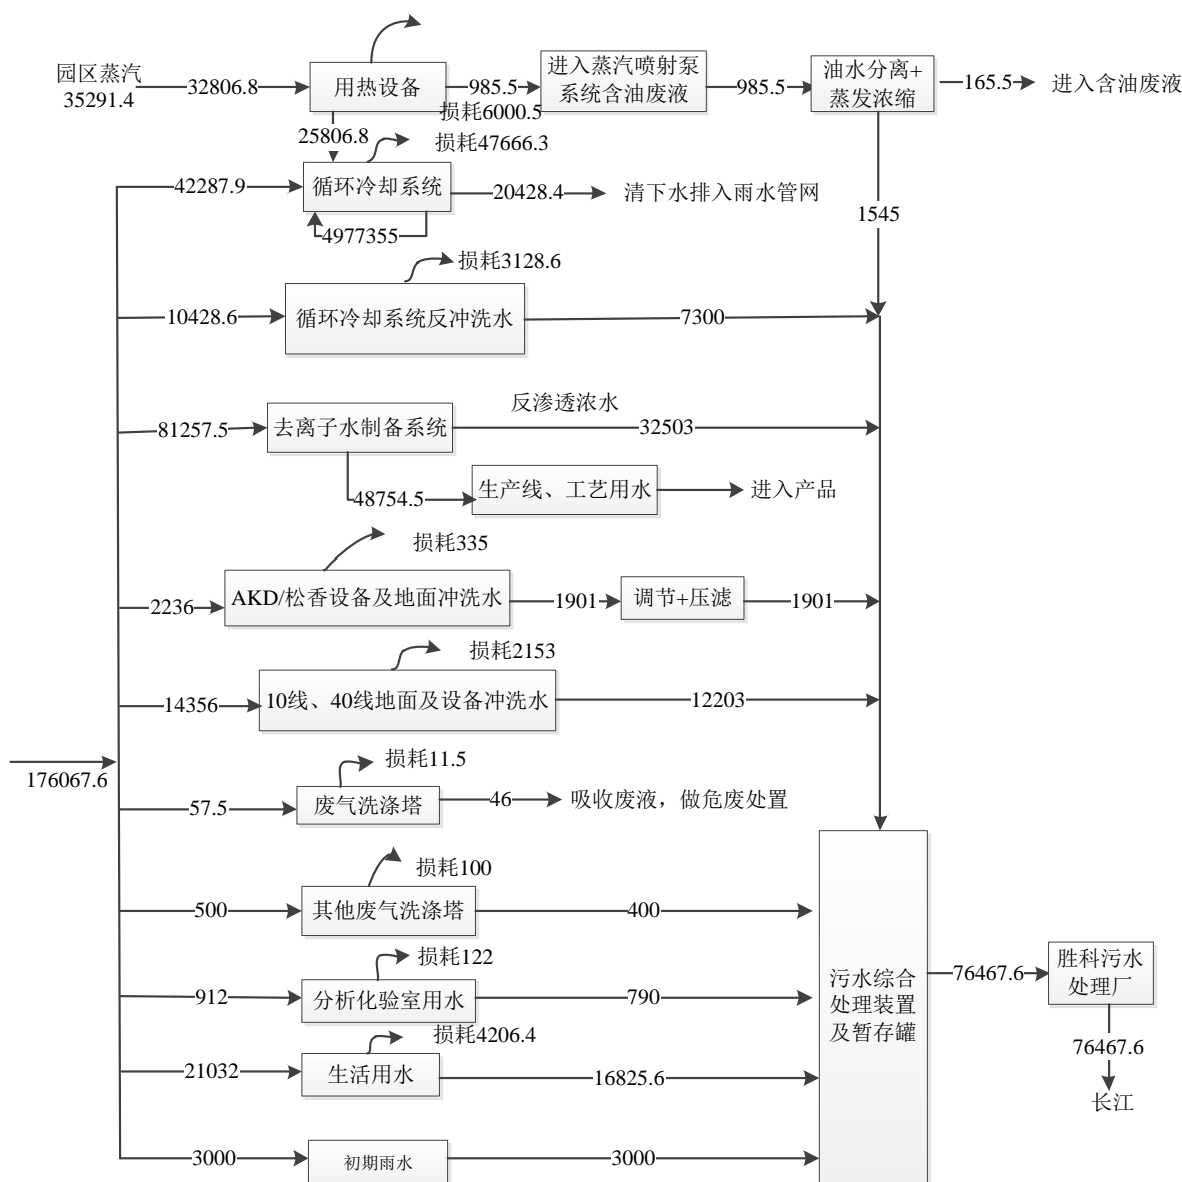 园区蒸汽
35291.4
32806.8
用热设备
985.5
进入蒸汽喷射泵
系统含油废液
985.5
油水分离+
蒸发浓缩
165.5
进入含油废液
损耗6000.5
25806.8
损耗47666.3
42287.9
循环冷却系统
20428.4
清下水排入雨水管网
1545
4977355
损耗3128.6
10428.6
循环冷却系统反冲洗水
7300
反渗透浓水
81257.5
去离子水制备系统
32503
48754.5
生产线、工艺用水
进入产品
损耗335
2236
AKD/松香设备及地面冲洗水
1901
调节+压滤
1901
损耗2153
14356
10线、40线地面及设备冲洗水
12203
176067.6
损耗11.5
57.5
废气洗涤塔
46
吸收废液，做危废处置
损耗100
500
其他废气洗涤塔
400
损耗122
912
分析化验室用水
790
污水综合
处理装置
及暂存罐
76467.6
胜科污水
处理厂
76467.6
长江
损耗4206.4
21032
生活用水
16825.6
3000
初期雨水
3000